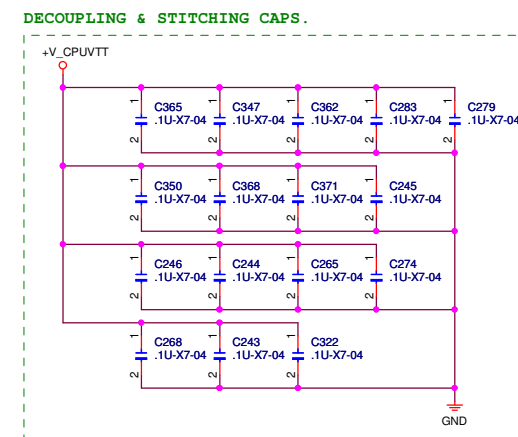 DECOUPLING & STITCHING CAPS.
+V_CPUVTT
1 1 1 1 1
C365 C347 C362 C283 C279
.1U-X7-04 .1U-X7-04 .1U-X7-04 .1U-X7-04 .1U-X7-04
2 2 2 2 2
1 1 1 1
C350 C368 C371 C245
.1U-X7-04 .1U-X7-04 .1U-X7-04 .1U-X7-04
2 2 2 2
1 1 1 1
C246 C244 C265 C274
.1U-X7-04 .1U-X7-04 .1U-X7-04 .1U-X7-04
2 2 2 2
1 1 1
C268 C243 C322
.1U-X7-04 .1U-X7-04 .1U-X7-04
2 2 2
GND